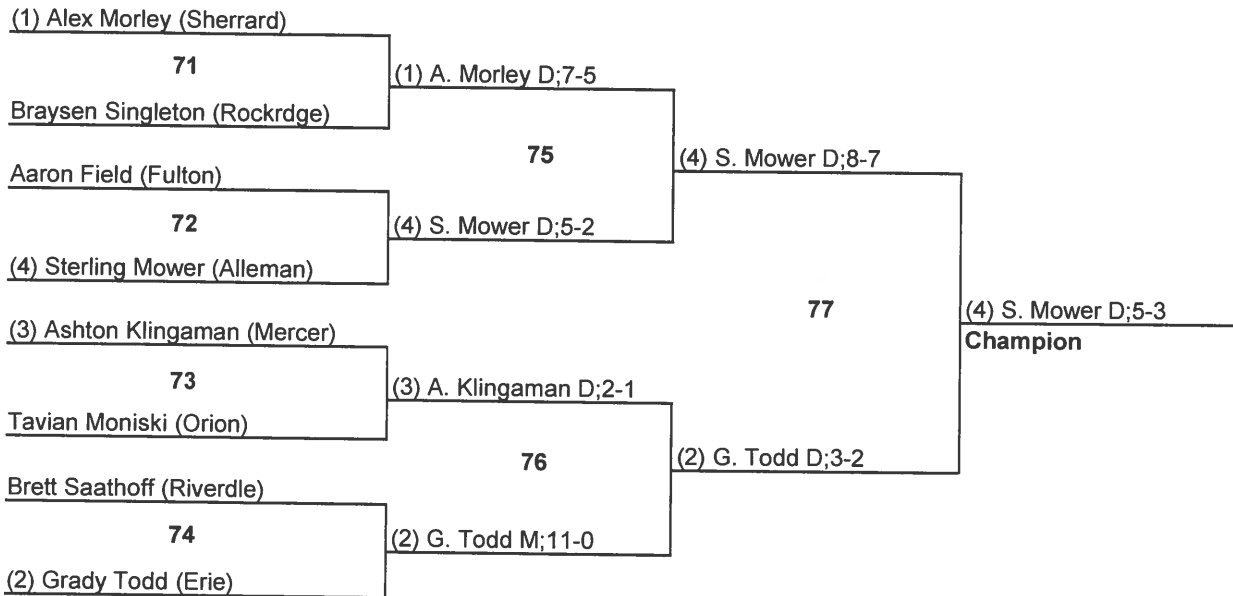 (1) Alex Morley (Sherrard)
71
(1) A. Morley D;7-5
Braysen Singleton (Rockrdge)
75
(4) S. Mower D;8-7
Aaron Field (Fulton)
72
(4) S. Mower D;5-2
(4) Sterling Mower (Alleman)
77
(4) S. Mower D;5-3
Champion
(3) Ashton Klingaman (Mercer)
73
(3) A. Klingaman D;2-1
Tavian Moniski (Orion)
76
(2) G. Todd D;3-2
Brett Saathoff (Riverdle)
74
(2) G. Todd M;11-0
(2) Grady Todd (Erie)